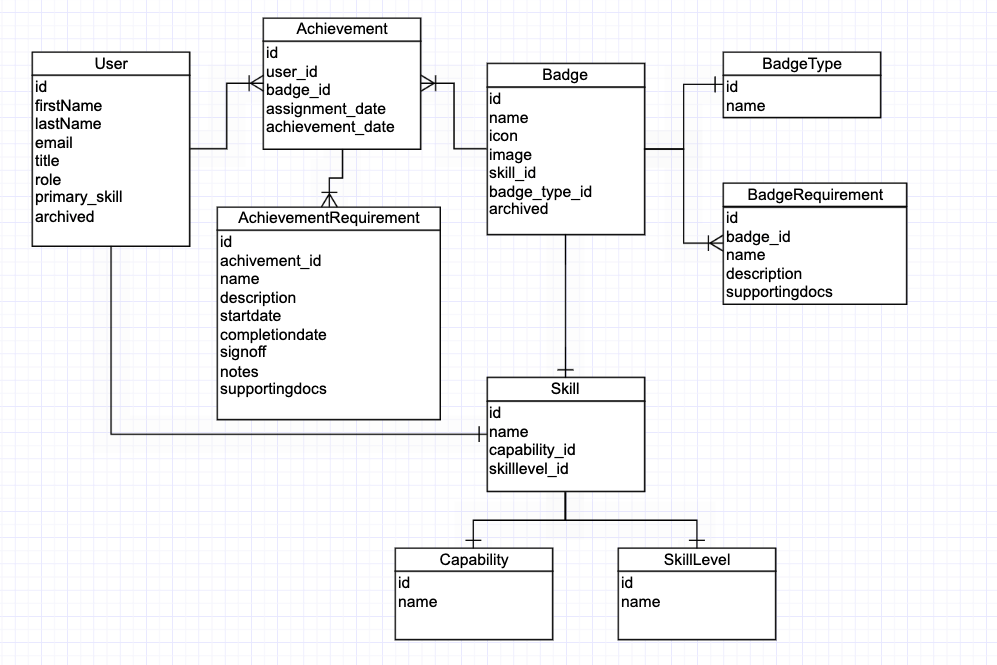 Achievement
id
user_id
badge_id
assignment_date
achievement_date
User
id
firstName
lastName
email
title
role
primary_skill
archived
Badge
id
name
icon
image
skill_id
badge_type_id
archived
BadgeType
id
name
BadgeRequirement
id
badge_id
name
description
supportingdocs
AchievementRequirement
id
achivement_id
name
description
startdate
completiondate
signoff
notes
supportingdocs
Skill
id
name
capability_id
skilllevel_id
Capability
id
name
SkillLevel
id
name